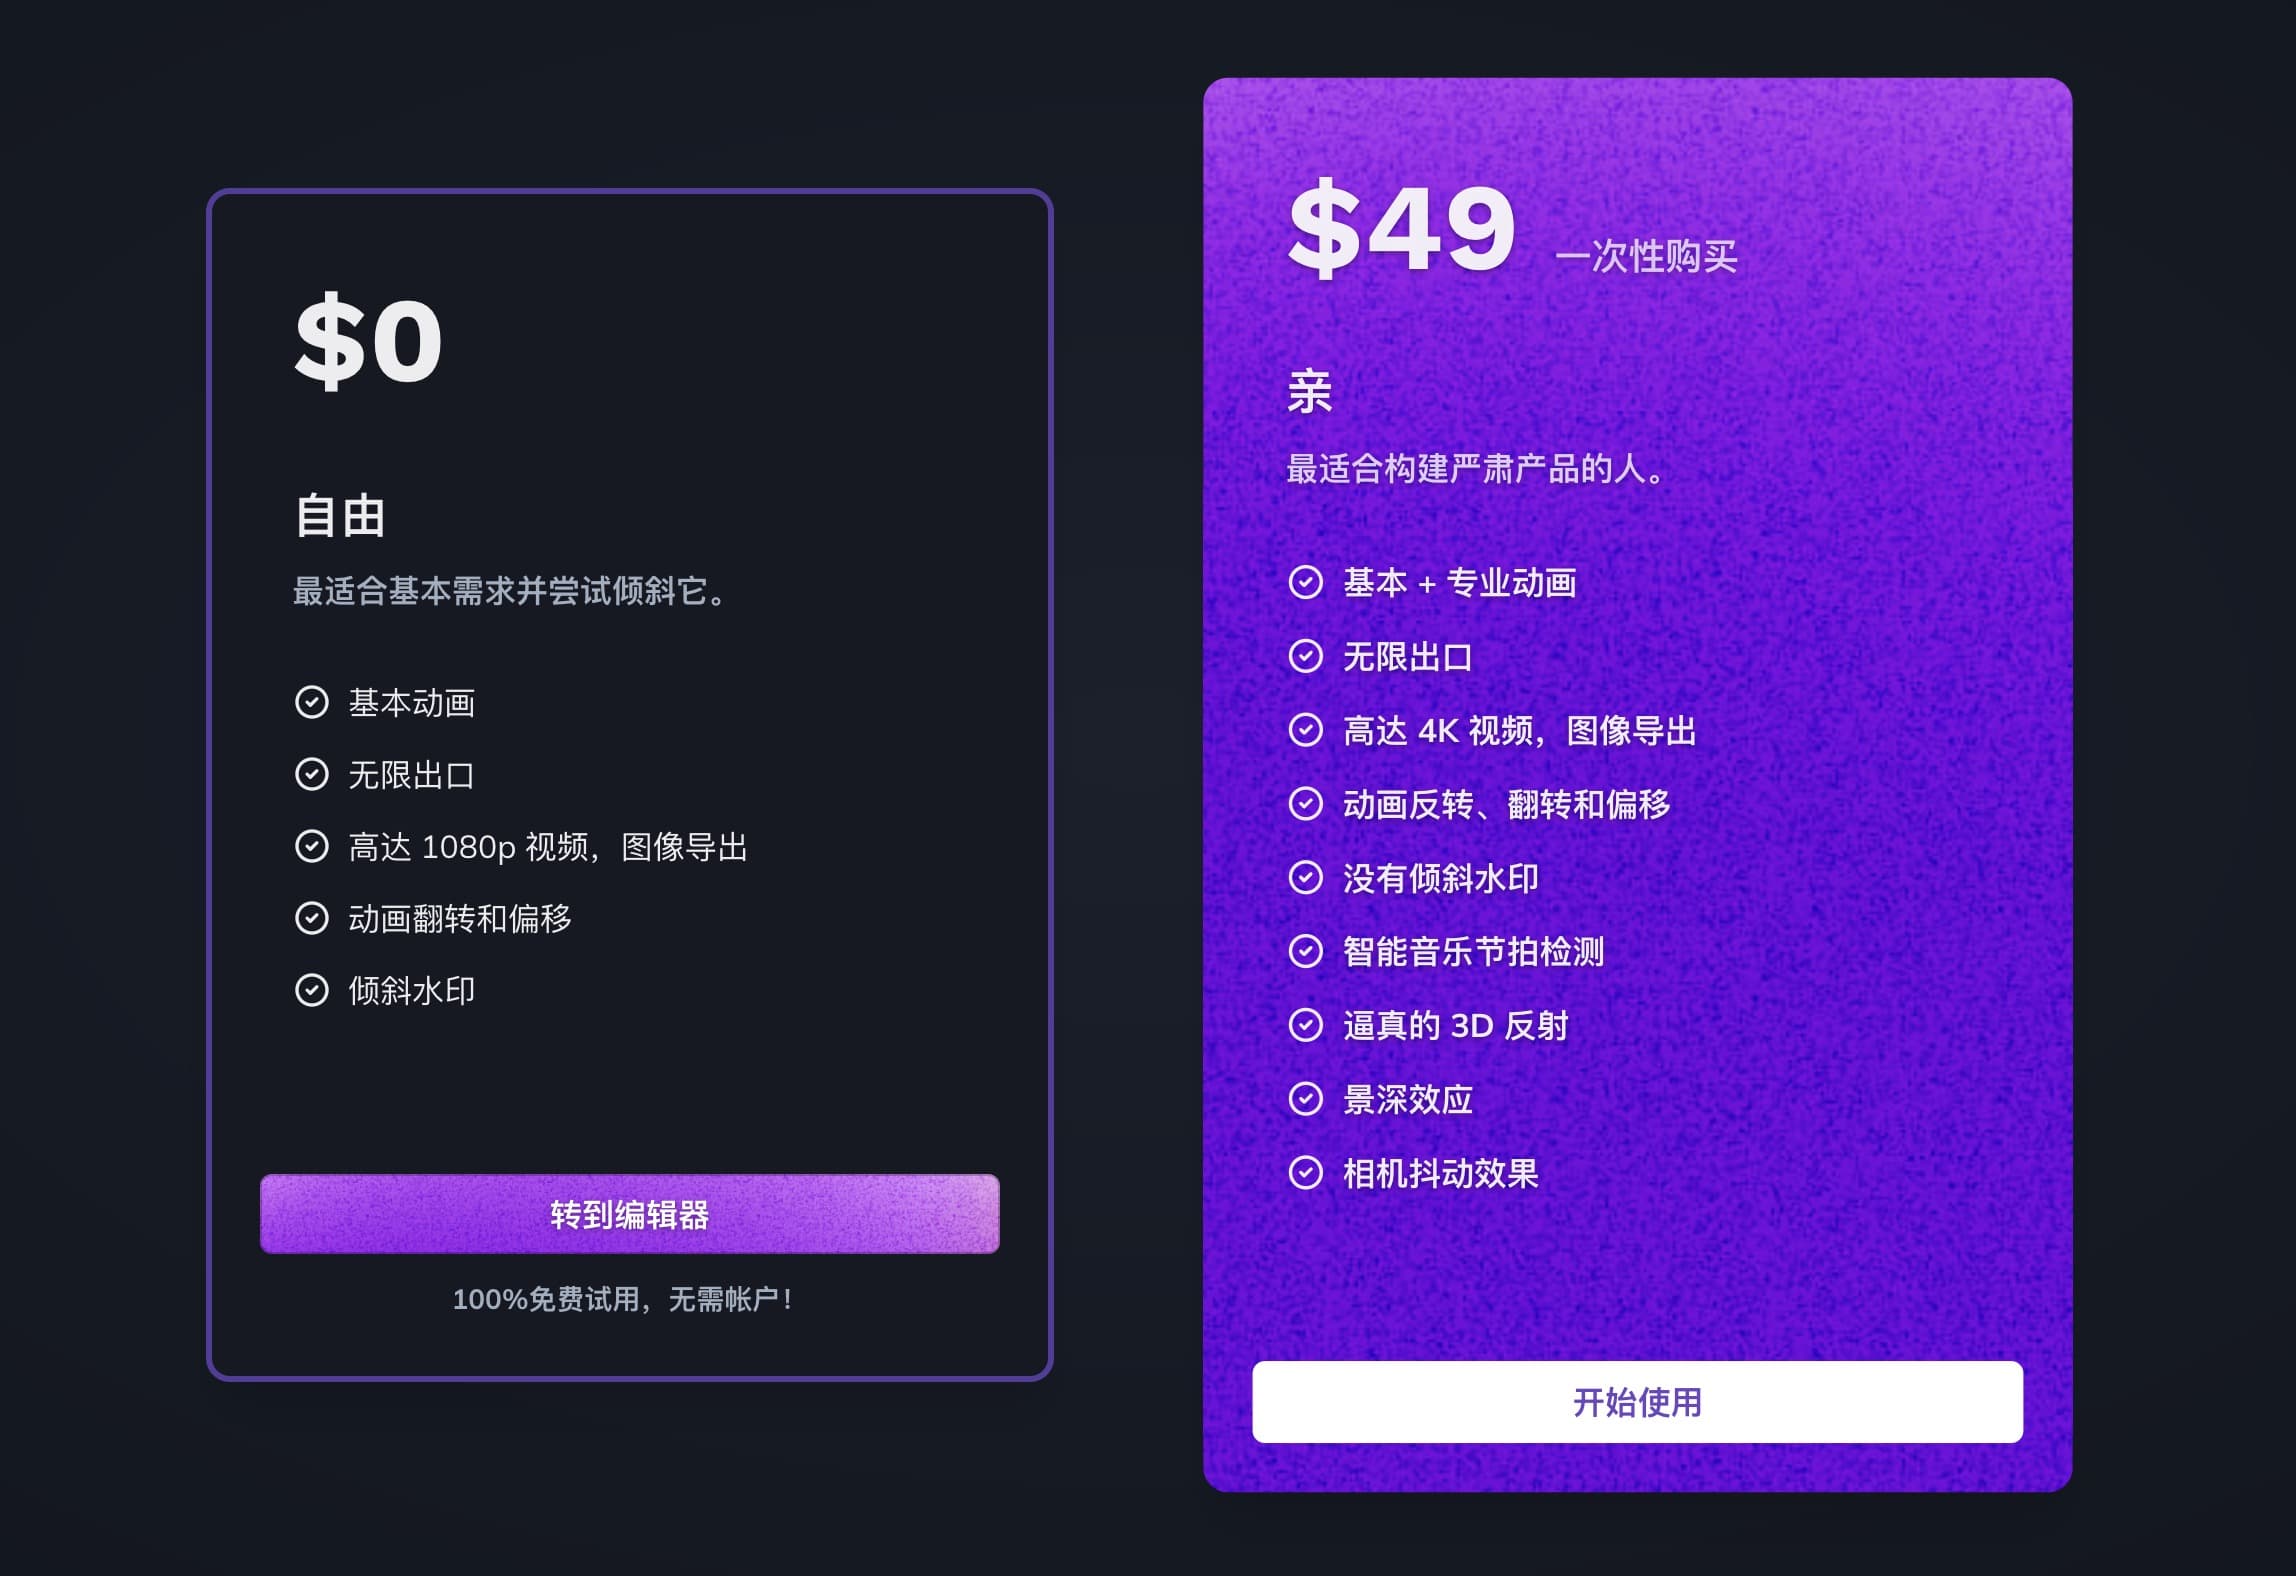 $0
自由
最适合基本需求并尝试倾斜它。
基本动画
无限出口
高达 1080p 视频，图像导出
动画翻转和偏移
倾斜水印
转到编辑器
100%免费试用，无需帐户！
$49 一次性购买
亲
最适合构建严肃产品的人。
基本 + 专业动画
无限出口
高达 4K 视频，图像导出
动画反转、翻转和偏移
没有倾斜水印
智能音乐节拍检测
逼真的 3D 反射
景深效应
相机抖动效果
开始使用